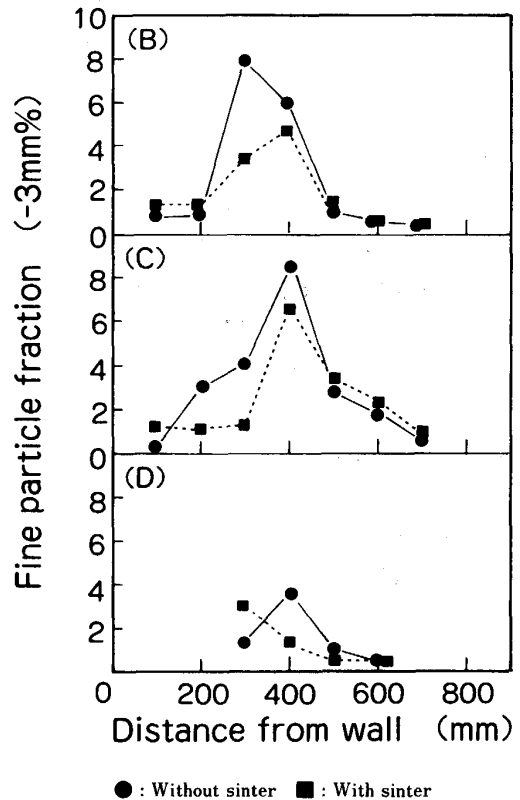 10
(B)
8
6
4
2
0
(C)
8
6
4
2
0
(D)
8
6
4
2
0 200 400 600 800
Fine particle fraction (-3mm%)
Distance from wall (mm)
● : Without sinter ■ : With sinter